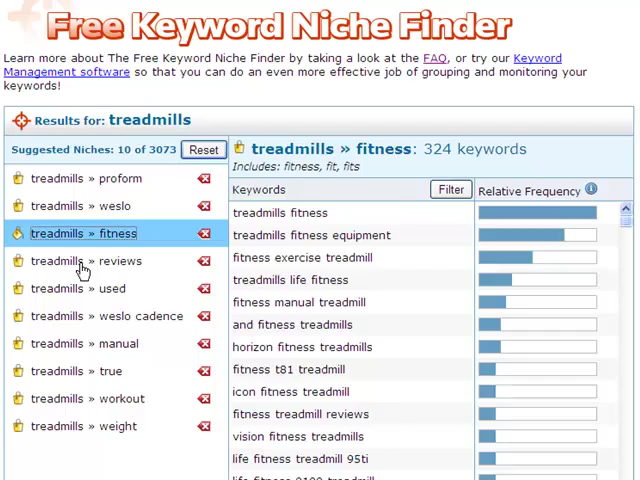 Free Keyword Niche Finder
Learn more about The Free Keyword Niche Finder by taking a look at the FAQ, or try our Keyword
Management software so that you can do an even more effective job of grouping and monitoring your
keywords!
Results for: treadmills
Suggested Niches: 10 of 3073 Reset
treadmills » proform
treadmills » weslo
treadmills » fitness
treadmills » reviews
treadmills » used
treadmills » weslo cadence
treadmills » manual
treadmills » true
treadmills » workout
treadmills » weight
treadmills » fitness: 324 keywords
Includes: fitness, fit, fits
Keywords Filter Relative Frequency
treadmills fitness
treadmills fitness equipment
fitness exercise treadmill
treadmills life fitness
fitness manual treadmill
and fitness treadmills
horizon fitness treadmills
fitness t81 treadmill
icon fitness treadmill
fitness treadmill reviews
vision fitness treadmills
life fitness treadmill 95ti
life fitness 9100 treadmill